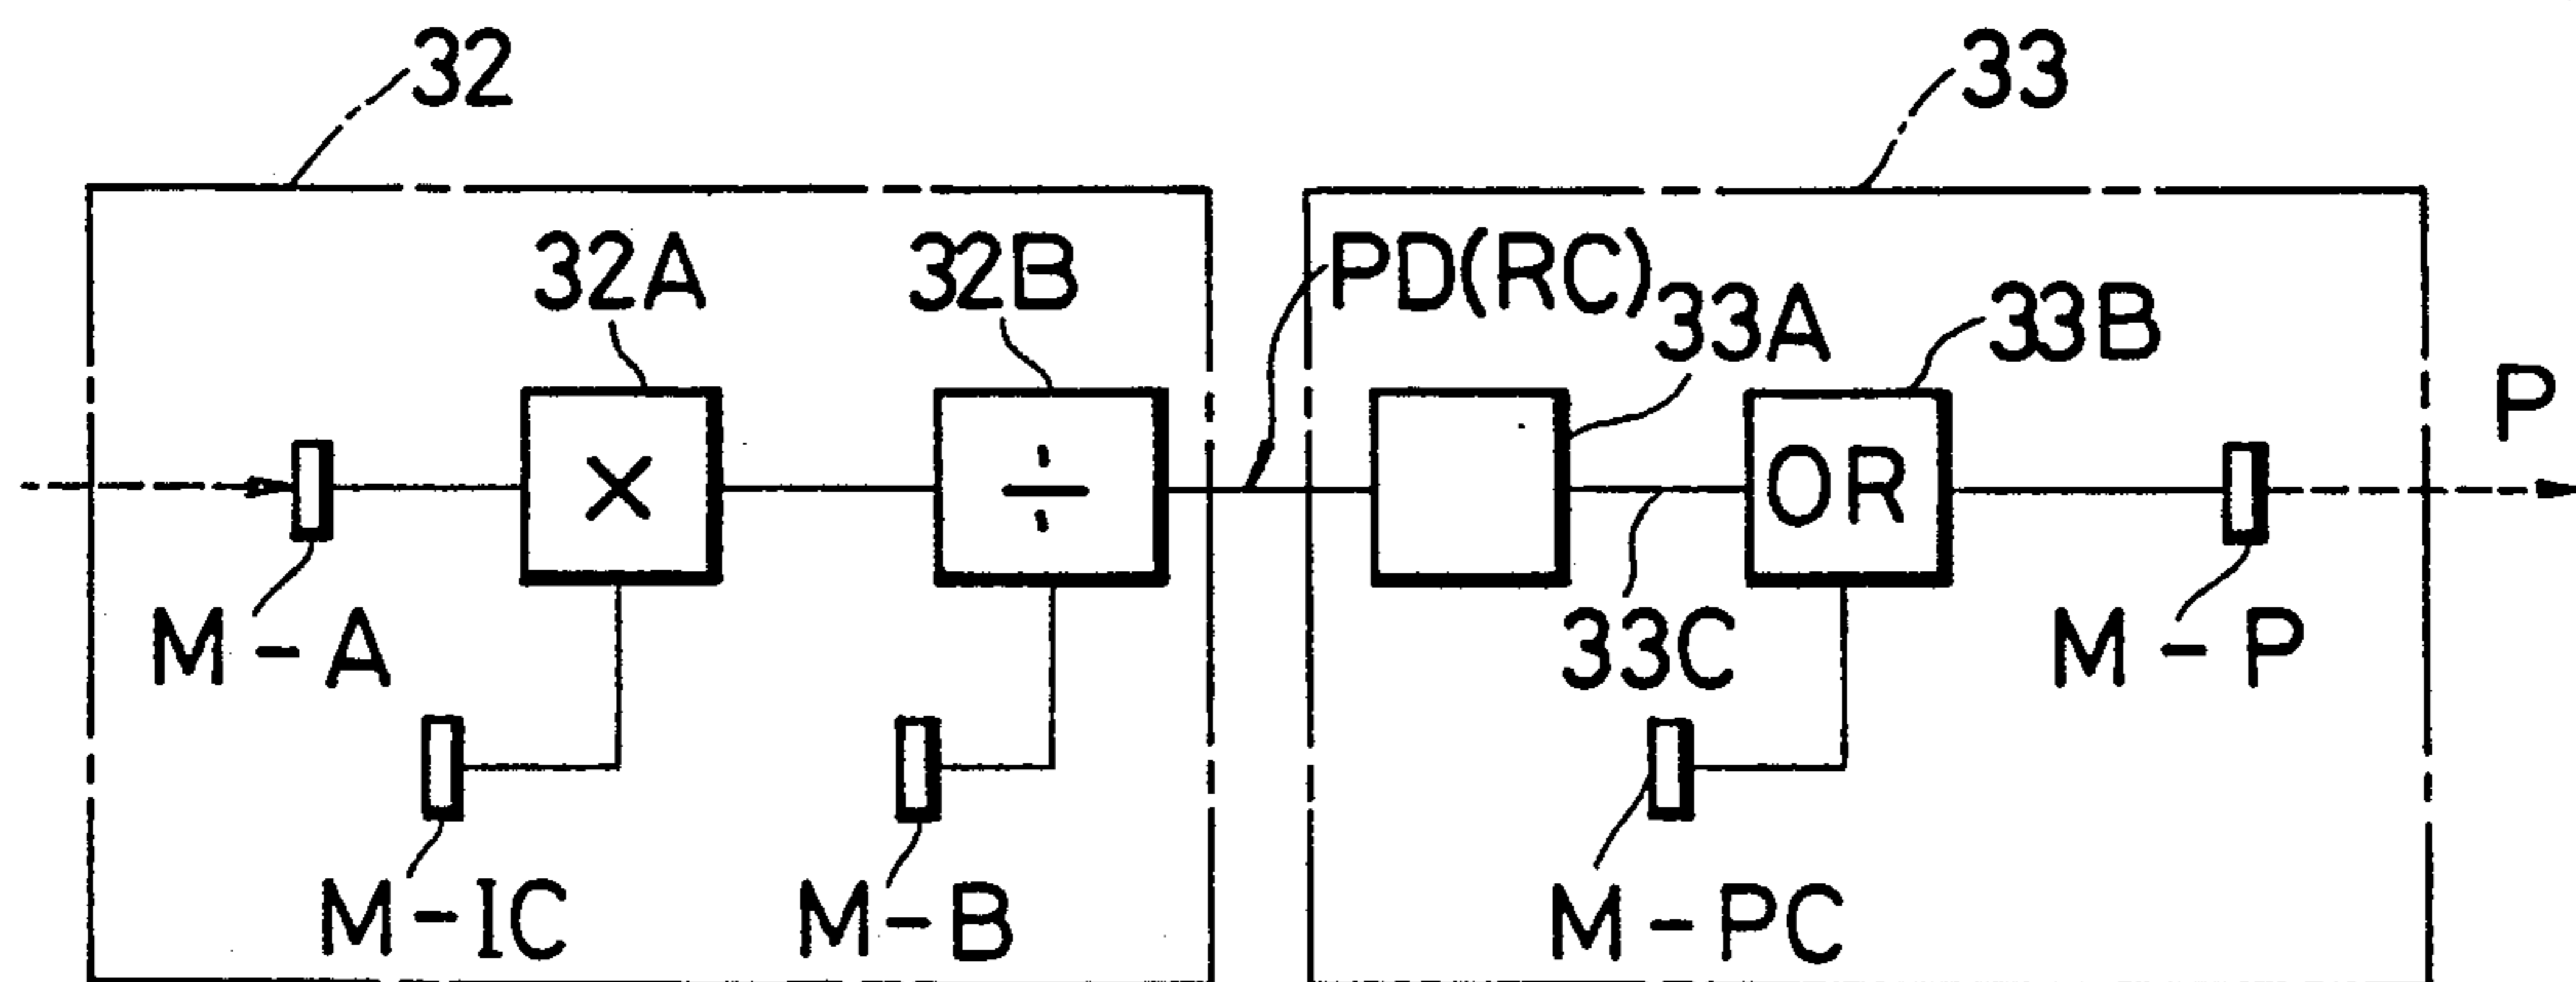 32
33
32A
32B
PD(RC)
33A
33B
P
×
÷
OR
M-A
33C
M-P
M-IC
M-B
M-PC